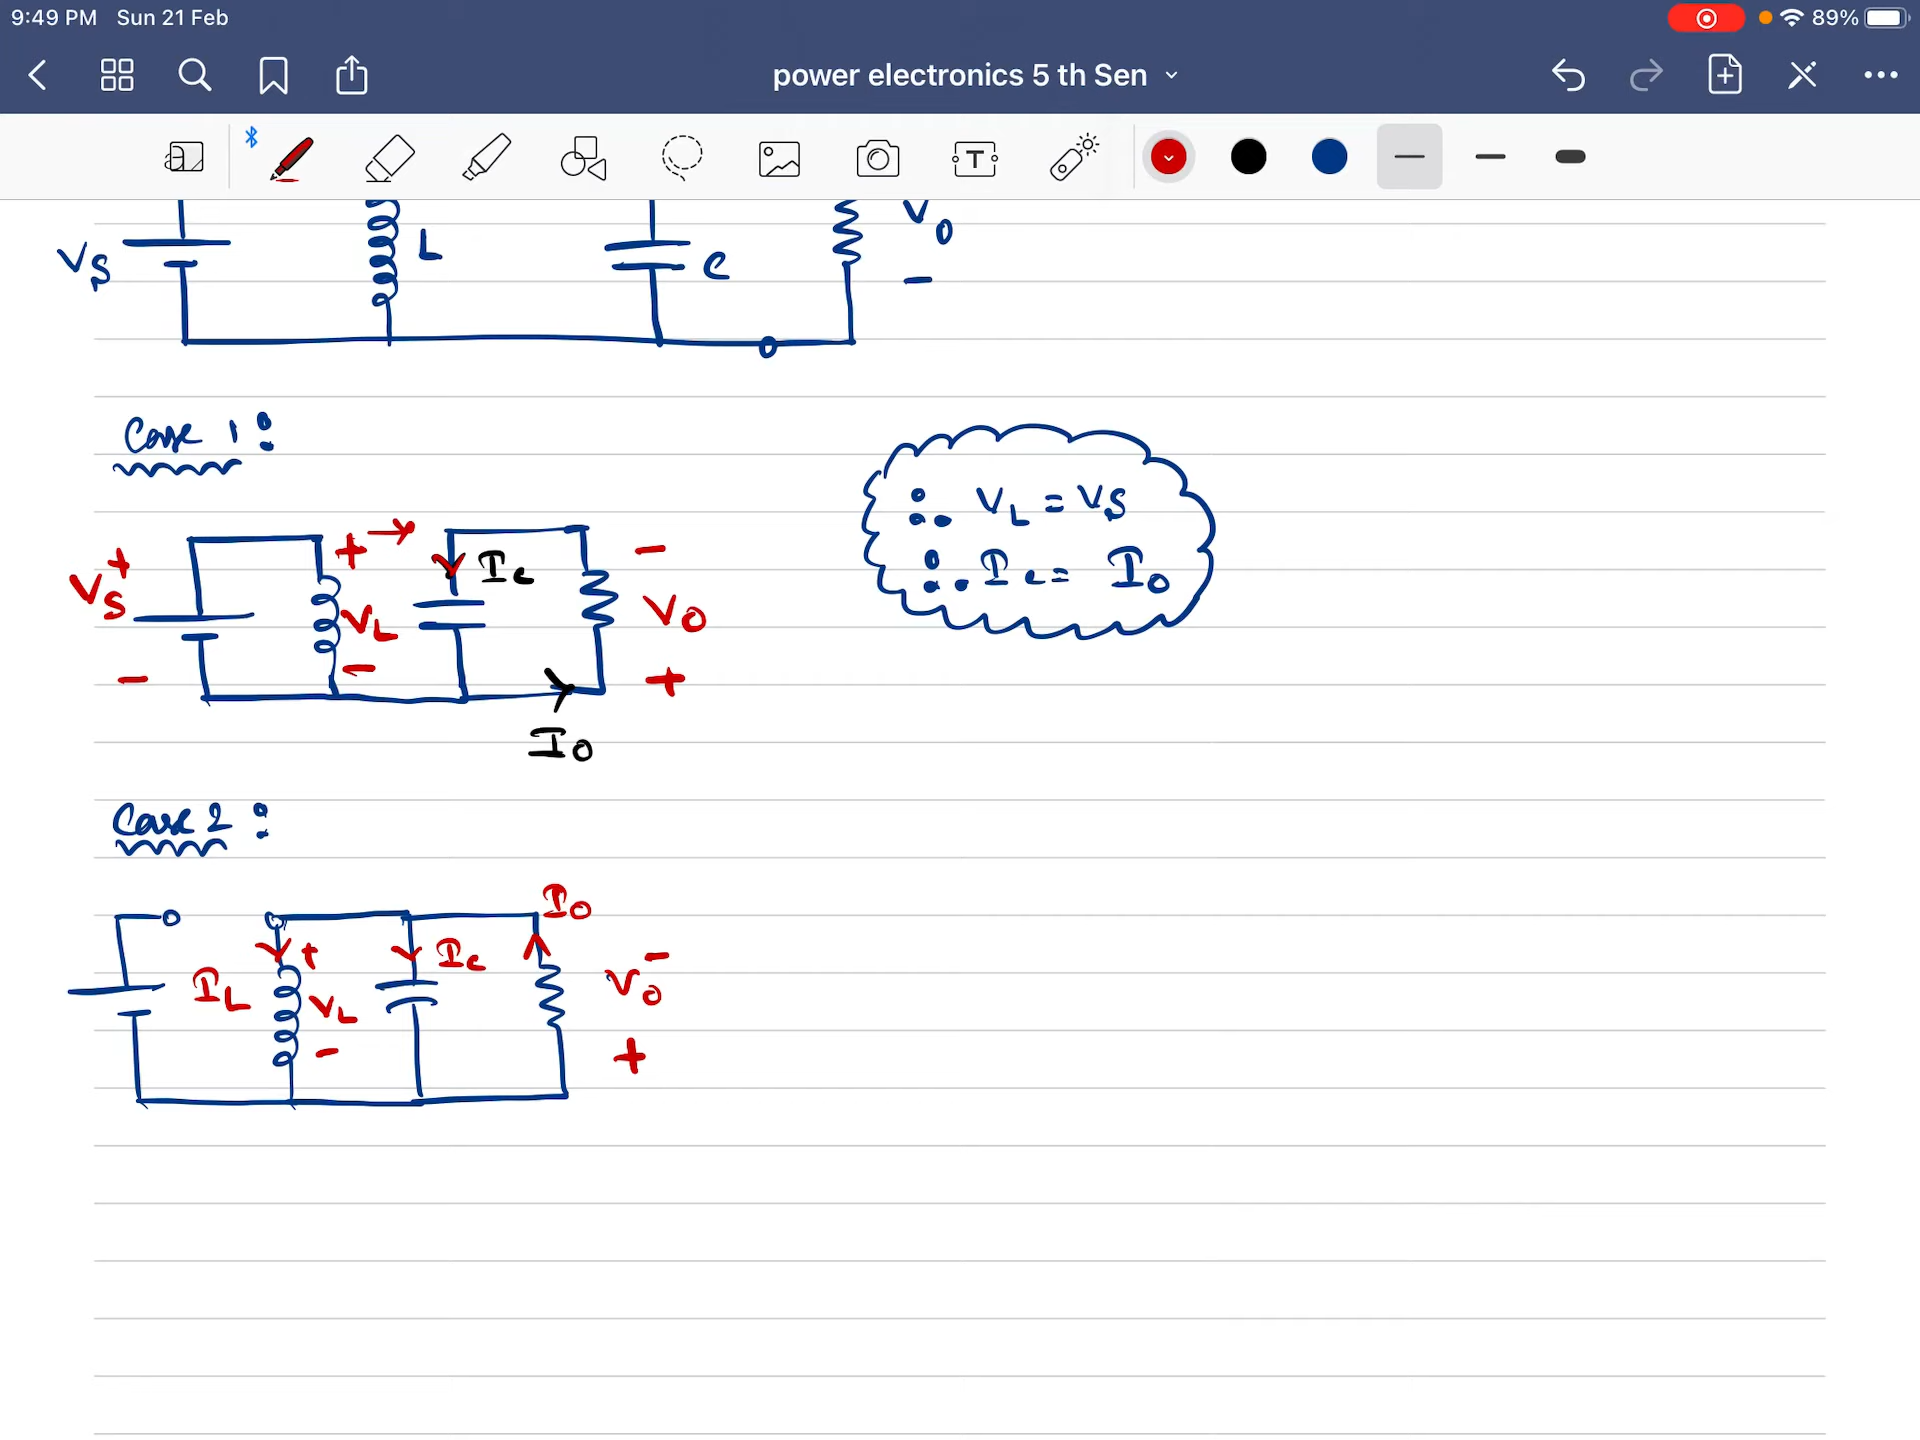 9:49 PM Sun 21 Feb
89%
power electronics 5 th Sen
T
Vs
L
C
Vo
-
Case 1:
∴ VL = Vs
∴ Ic = Io
+
Vs
-
+
VL
-
Ic
-
Vo
+
Io
Case 2:
Io
IL
+
VL
-
Ic
-
Vo
+